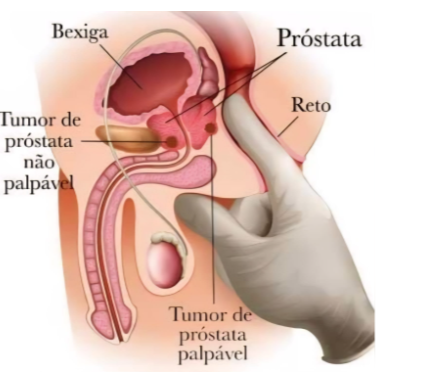 Bexiga
Próstata
Reto
Tumor de
próstata
não
palpável
Tumor de
próstata
palpável